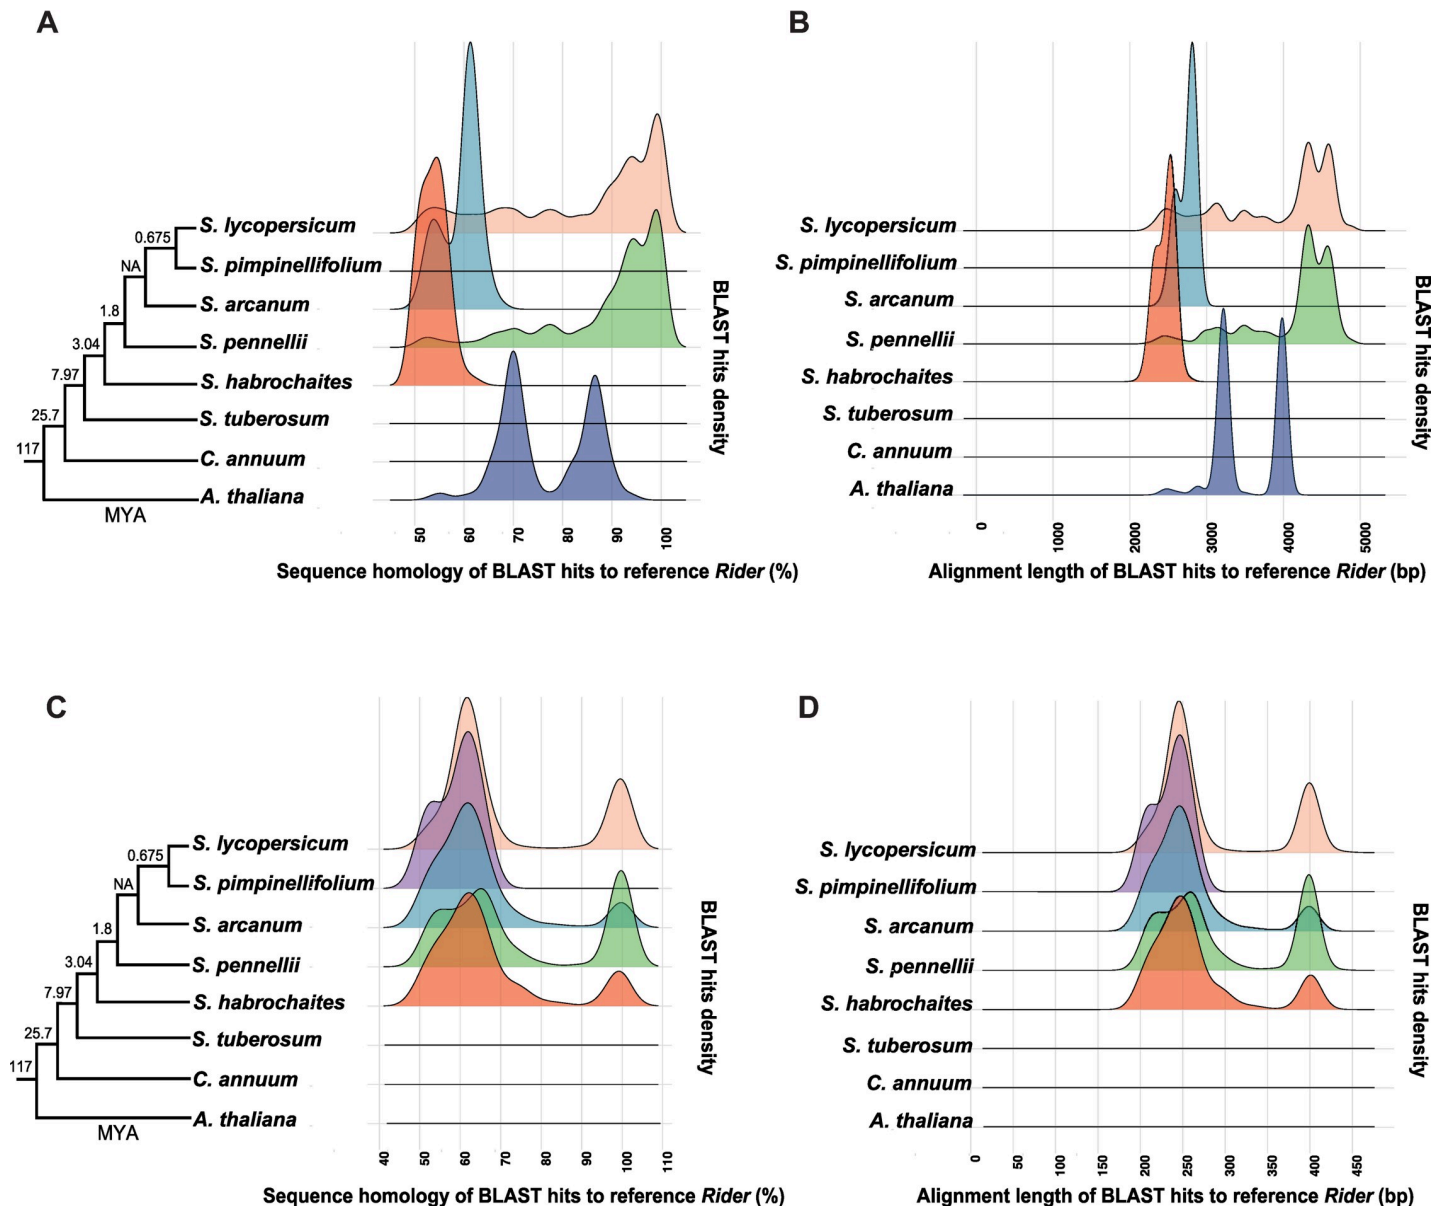 A
S. lycopersicum
0.675
S. pimpinellifolium
NA
S. arcanum
1.8
S. pennellii
3.04
S. habrochaites
7.97
S. tuberosum
25.7
C. annuum
117
A. thaliana
MYA
50 60 70 80 90 100
Sequence homology of BLAST hits to reference Rider (%)
BLAST hits density
B
S. lycopersicum
S. pimpinellifolium
S. arcanum
S. pennellii
S. habrochaites
S. tuberosum
C. annuum
A. thaliana
0 1000 2000 3000 4000 5000
Alignment length of BLAST hits to reference Rider (bp)
BLAST hits density
C
S. lycopersicum
0.675
S. pimpinellifolium
NA
S. arcanum
1.8
S. pennellii
3.04
S. habrochaites
7.97
S. tuberosum
25.7
C. annuum
117
A. thaliana
MYA
40 50 60 70 80 90 100 110
Sequence homology of BLAST hits to reference Rider (%)
BLAST hits density
D
S. lycopersicum
S. pimpinellifolium
S. arcanum
S. pennellii
S. habrochaites
S. tuberosum
C. annuum
A. thaliana
0 50 100 150 200 250 300 350 400 450
Alignment length of BLAST hits to reference Rider (bp)
BLAST hits density